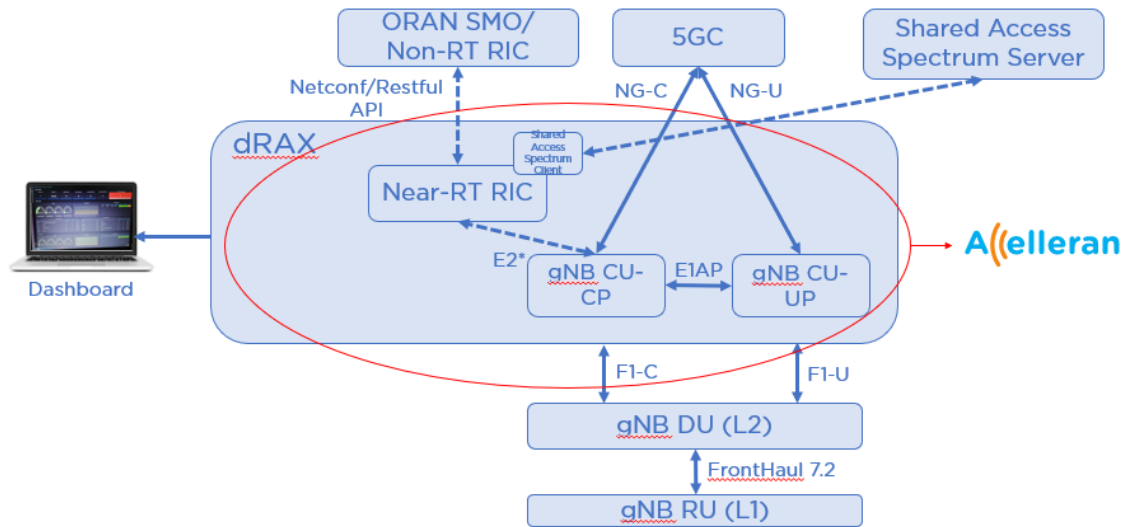 ORAN SMO/
Non-RT RIC
5GC
Shared Access
Spectrum Server
Netconf/Restful
API
NG-C
NG-U
dRAX
Shared
Access
Spectrum
Client
Near-RT RIC
E2*
gNB CU-
CP
E1AP
gNB CU-
UP
Dashboard
Accelleran
F1-C
F1-U
gNB DU (L2)
FrontHaul 7.2
gNB RU (L1)